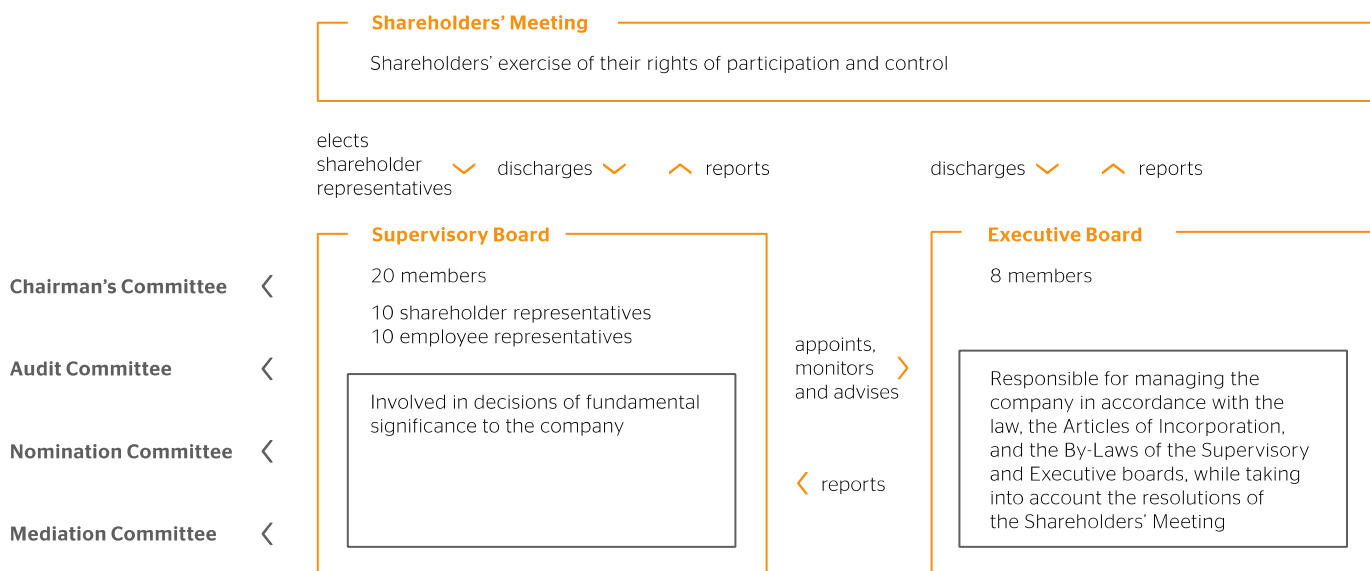 Shareholders’ Meeting
Shareholders’ exercise of their rights of participation and control
elects
shareholder
representatives
discharges
reports
discharges
reports
Chairman’s Committee
Audit Committee
Nomination Committee
Mediation Committee
Supervisory Board
20 members
10 shareholder representatives
10 employee representatives
Involved in decisions of fundamental
significance to the company
appoints,
monitors
and advises
reports
Executive Board
8 members
Responsible for managing the
company in accordance with the
law, the Articles of Incorporation,
and the By-Laws of the Supervisory
and Executive boards, while taking
into account the resolutions of
the Shareholders’ Meeting